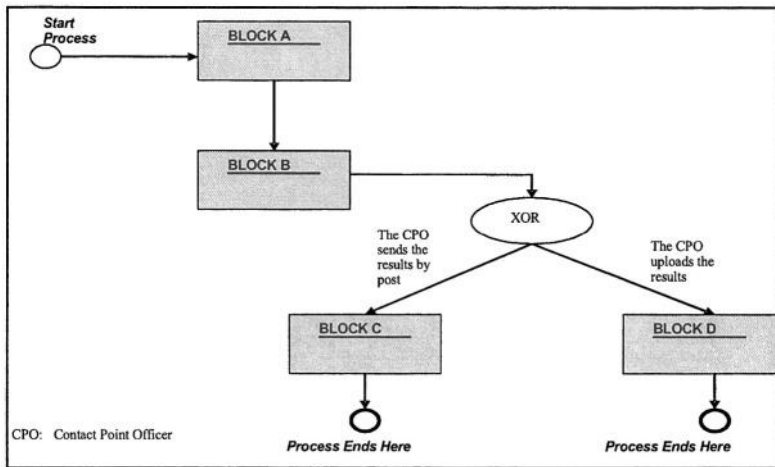 Start
Process
BLOCK A
BLOCK B
XOR
The CPO
sends the
results by
post
The CPO
uploads the
results
BLOCK C
BLOCK D
CPO: Contact Point Officer
Process Ends Here
Process Ends Here